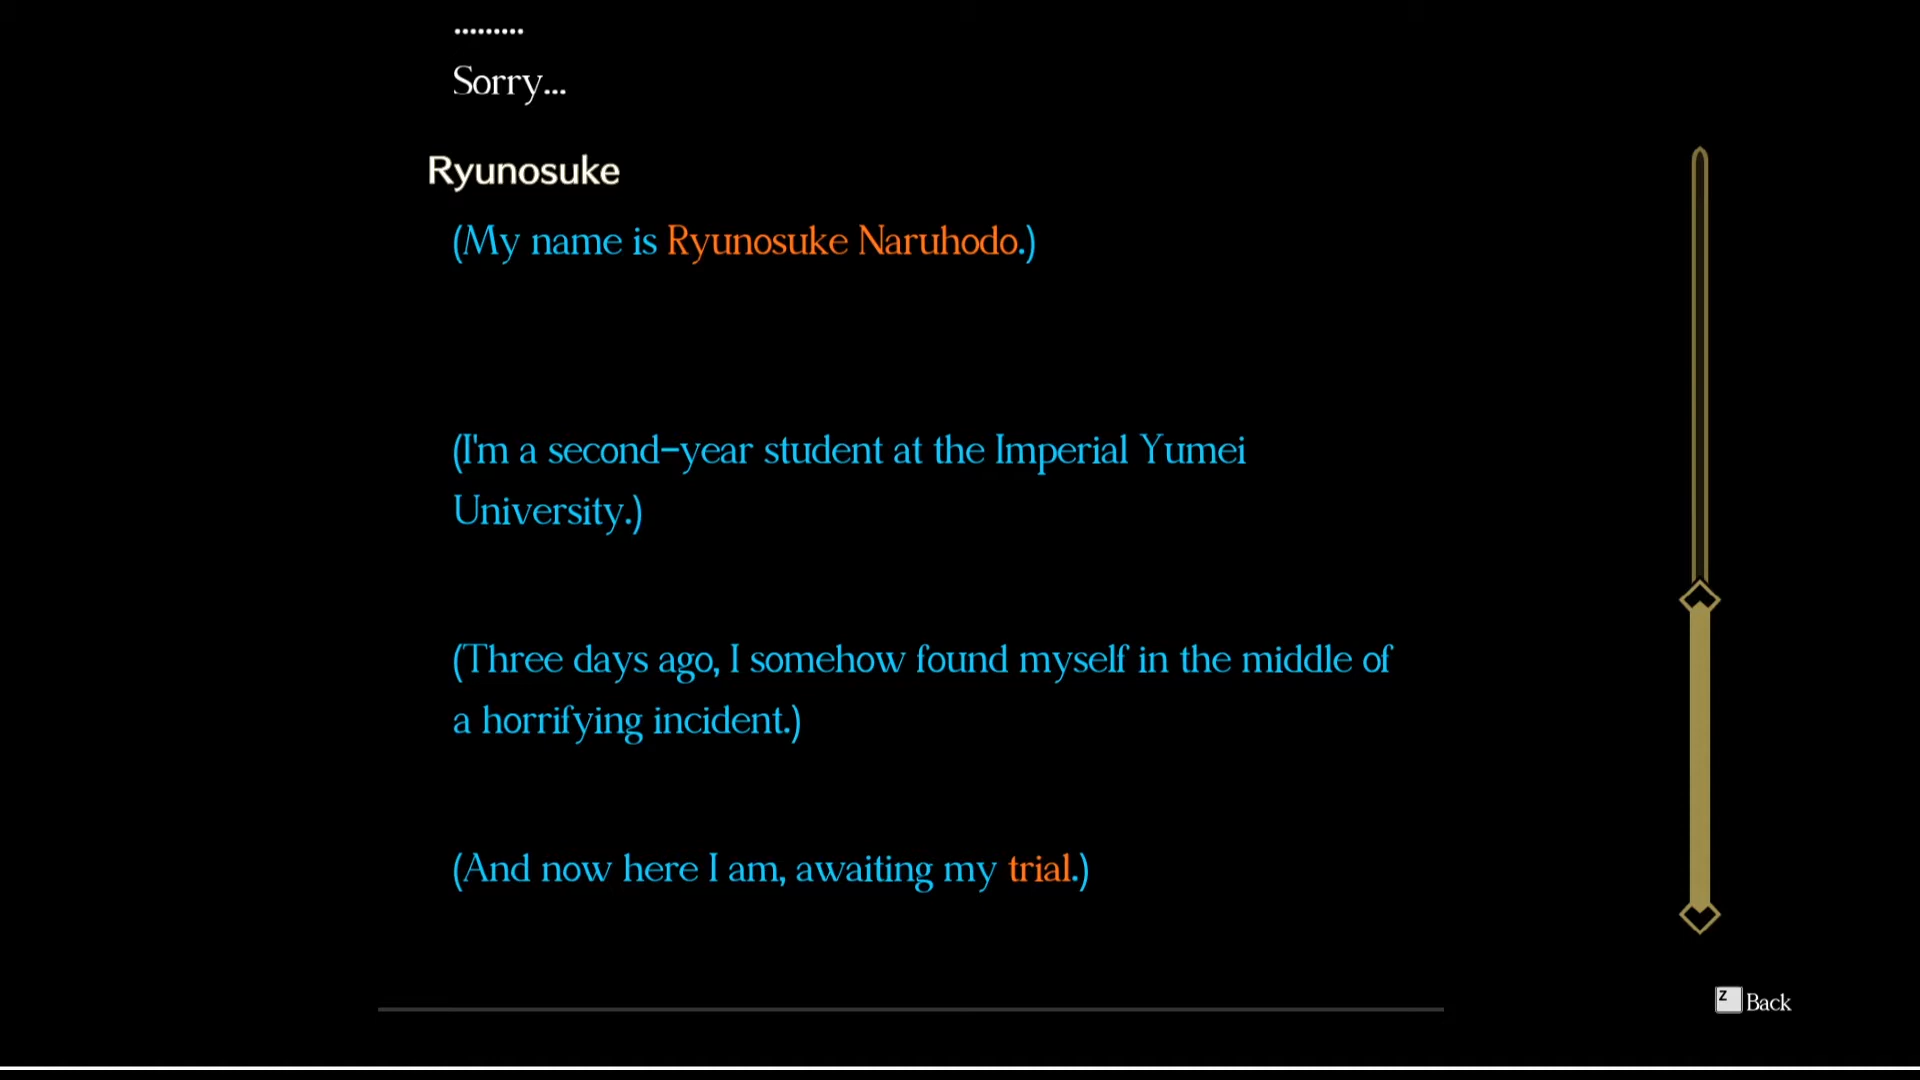 .........
Sorry...
Ryunosuke
(My name is Ryunosuke Naruhodo.)
(I'm a second-year student at the Imperial Yumei
University.)
(Three days ago, I somehow found myself in the middle of
a horrifying incident.)
(And now here I am, awaiting my trial.)
Z Back